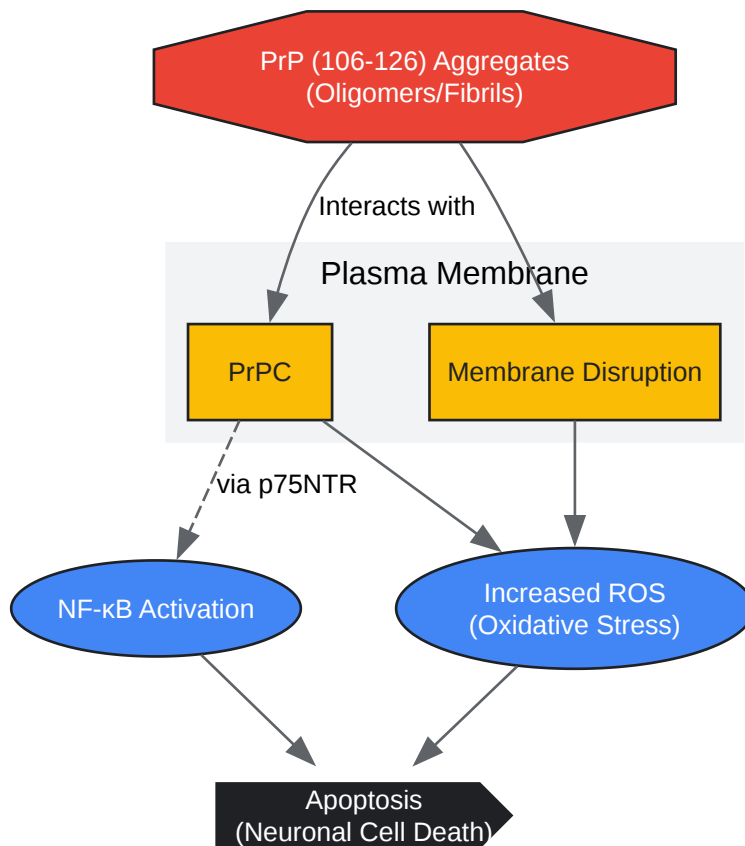 PrP (106-126) Aggregates
(Oligomers/Fibrils)
Interacts with
Plasma Membrane
PrPC
Membrane Disruption
via p75NTR
NF-κB Activation
Increased ROS
(Oxidative Stress)
Apoptosis
(Neuronal Cell Death)